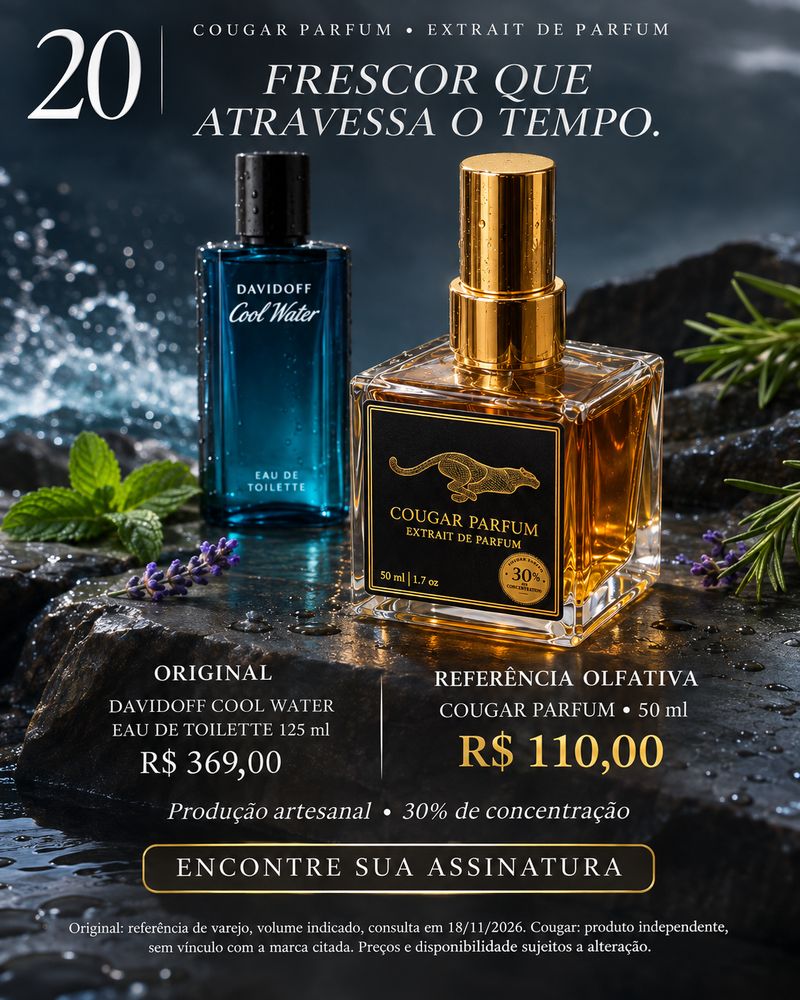 20
COUGAR PARFUM • EXTRAIT DE PARFUM
FRESCOR QUE
ATRAVESSA O TEMPO.
DAVIDOFF
Cool Water
EAU DE
TOILETTE
COUGAR PARFUM
EXTRAIT DE PARFUM
50 ml | 1.7 oz
COUGAR PARFUM
30%
CONCENTRATION
ORIGINAL
DAVIDOFF COOL WATER
EAU DE TOILETTE 125 ml
R$ 369,00
REFERÊNCIA OLFATIVA
COUGAR PARFUM • 50 ml
R$ 110,00
Produção artesanal • 30% de concentração
ENCONTRE SUA ASSINATURA
Original: referência de varejo, volume indicado, consulta em 18/11/2026. Cougar: produto independente,
sem vínculo com a marca citada. Preços e disponibilidade sujeitos a alteração.